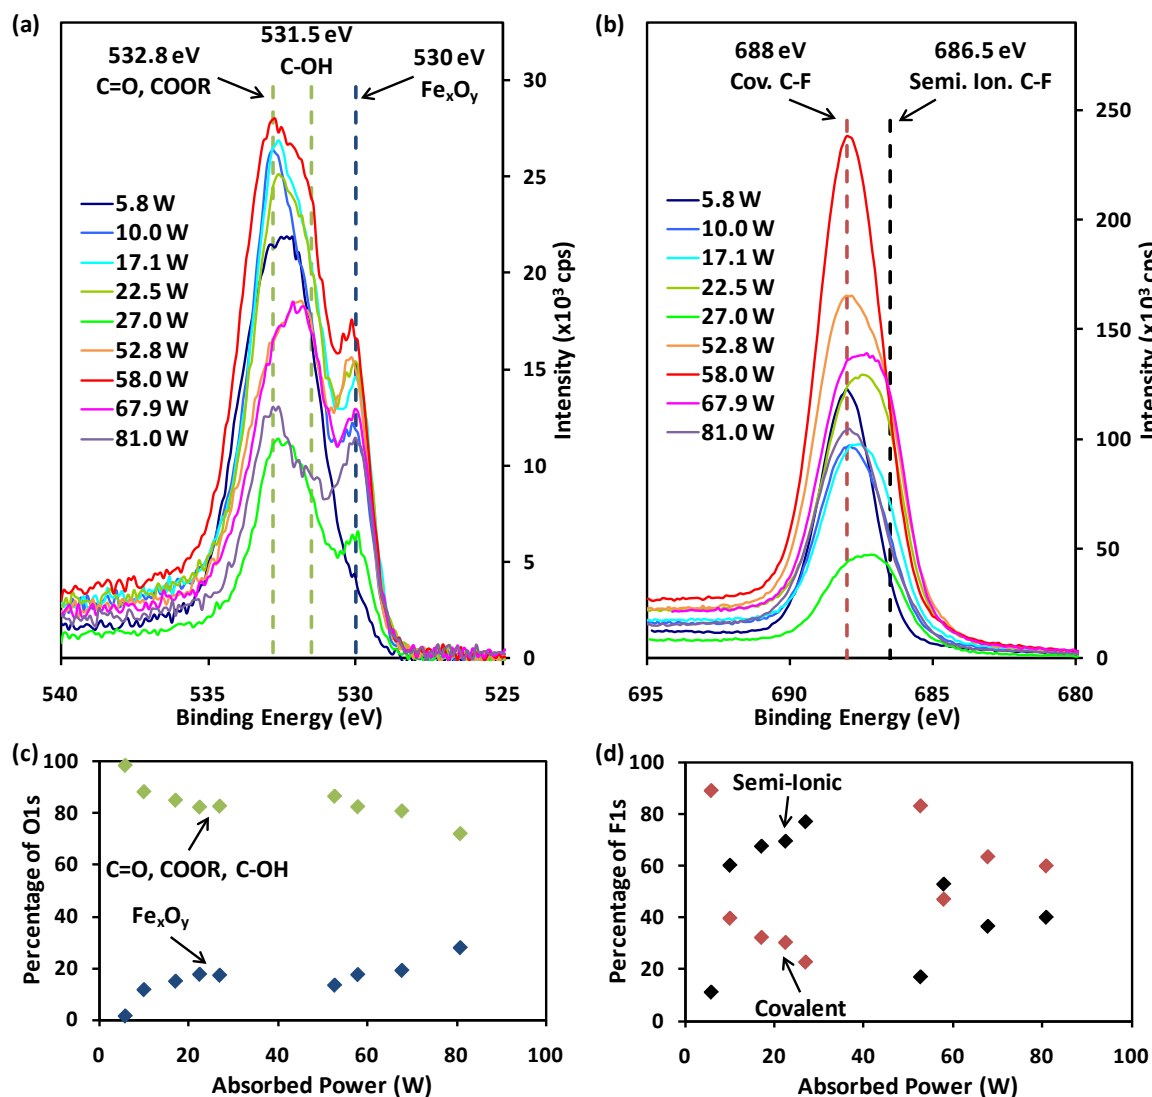 (a)
532.8 eV
C=O, COOR
531.5 eV
C-OH
530 eV
FexOy
5.8 W
10.0 W
17.1 W
22.5 W
27.0 W
52.8 W
58.0 W
67.9 W
81.0 W
30
25
20
15
10
5
0
Intensity (x10³ cps)
540
535
530
525
Binding Energy (eV)
(b)
688 eV
Cov. C-F
686.5 eV
Semi. Ion. C-F
5.8 W
10.0 W
17.1 W
22.5 W
27.0 W
52.8 W
58.0 W
67.9 W
81.0 W
250
200
150
100
50
0
Intensity (x10³ cps)
695
690
685
680
Binding Energy (eV)
(c)
Percentage of O1s
100
80
60
40
20
0
C=O, COOR, C-OH
FexOy
0
20
40
60
80
100
Absorbed Power (W)
(d)
Percentage of F1s
100
80
60
40
20
0
Semi-Ionic
Covalent
0
20
40
60
80
100
Absorbed Power (W)